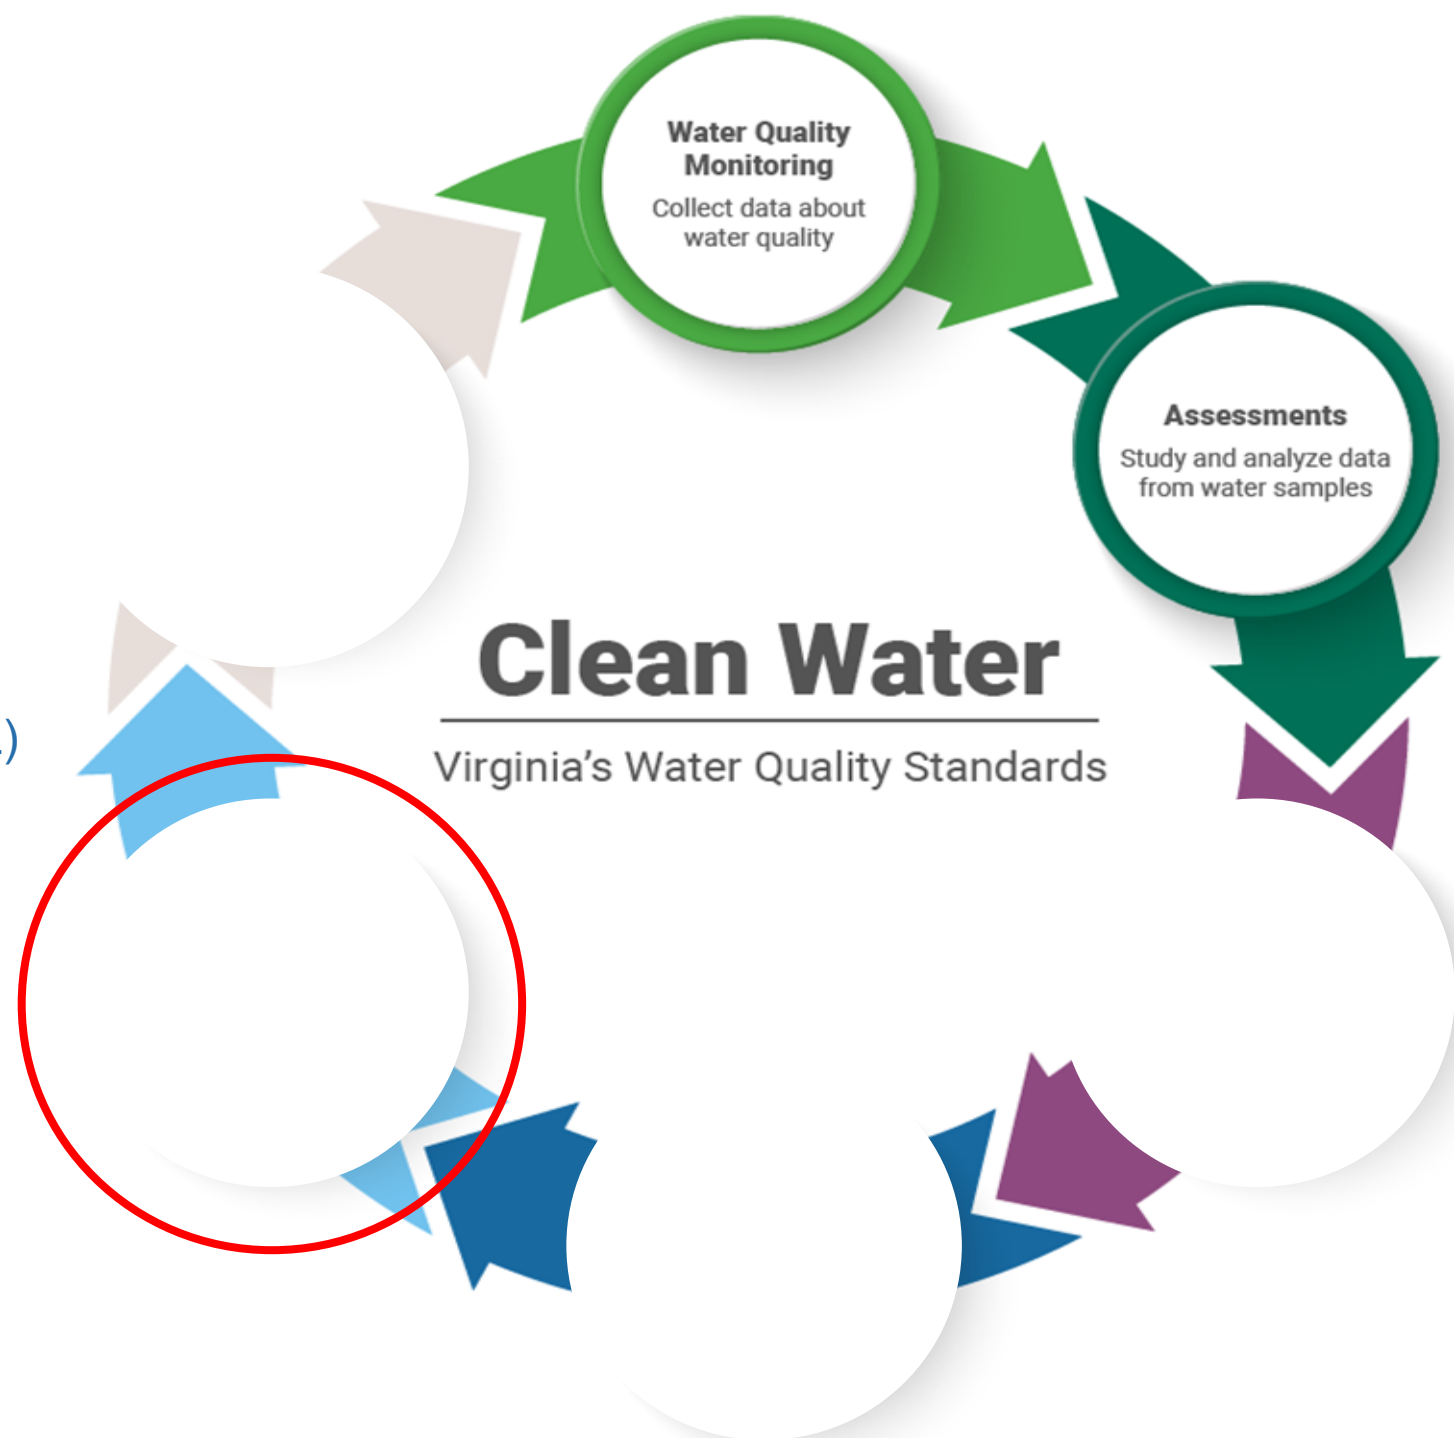 Water Quality
Monitoring
Collect data about
water quality
Assessments
Study and analyze data
from water samples
Clean Water
Virginia's Water Quality Standards
)